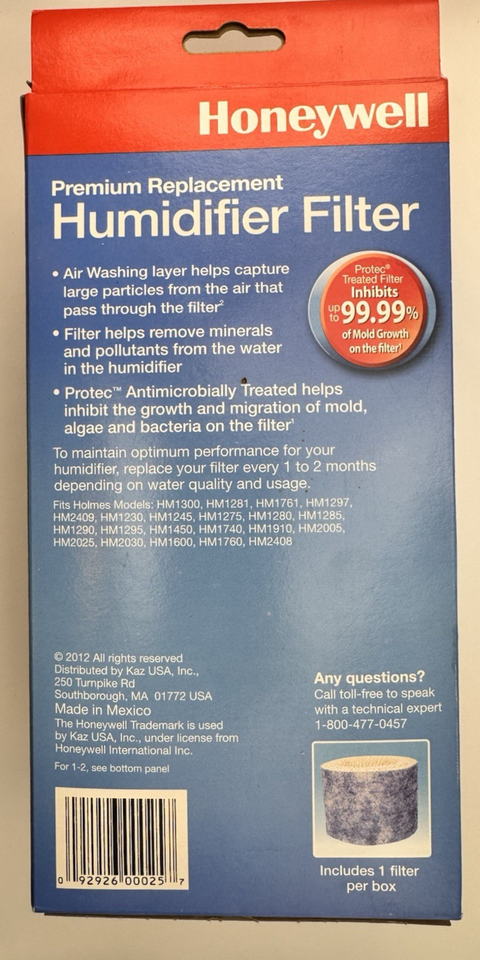 Honeywell
Premium Replacement
Humidifier Filter
• Air Washing layer helps capture
large particles from the air that
pass through the filter²
• Filter helps remove minerals
and pollutants from the water
in the humidifier
• Protec™ Antimicrobially Treated helps
inhibit the growth and migration of mold,
algae and bacteria on the filter¹
Protec®
Treated Filter
Inhibits
up to 99.99%
of Mold Growth
on the filter¹
To maintain optimum performance for your
humidifier, replace your filter every 1 to 2 months
depending on water quality and usage.
Fits Holmes Models: HM1300, HM1281, HM1761, HM1297,
HM2409, HM1230, HM1245, HM1275, HM1280, HM1285,
HM1290, HM1295, HM1450, HM1740, HM1910, HM2005,
HM2025, HM2030, HM1600, HM1760, HM2408
© 2012 All rights reserved
Distributed by Kaz USA, Inc.,
250 Turnpike Rd
Southborough, MA 01772 USA
Made in Mexico
The Honeywell Trademark is used
by Kaz USA, Inc., under license from
Honeywell International Inc.
For 1-2, see bottom panel
0 92926 00025 7
Any questions?
Call toll-free to speak
with a technical expert
1-800-477-0457
Includes 1 filter
per box